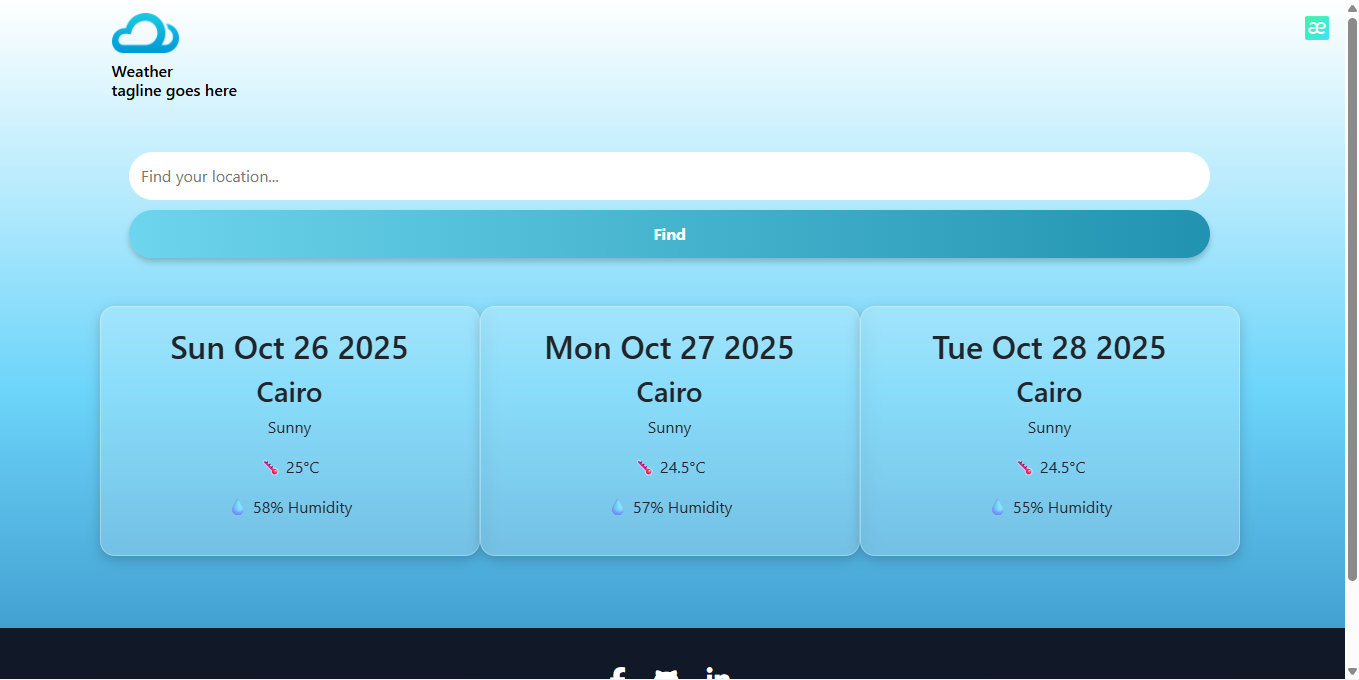 æ
Weather
tagline goes here
Find your location...
Find
Sun Oct 26 2025
Cairo
Sunny
25°C
58% Humidity
Mon Oct 27 2025
Cairo
Sunny
24.5°C
57% Humidity
Tue Oct 28 2025
Cairo
Sunny
24.5°C
55% Humidity